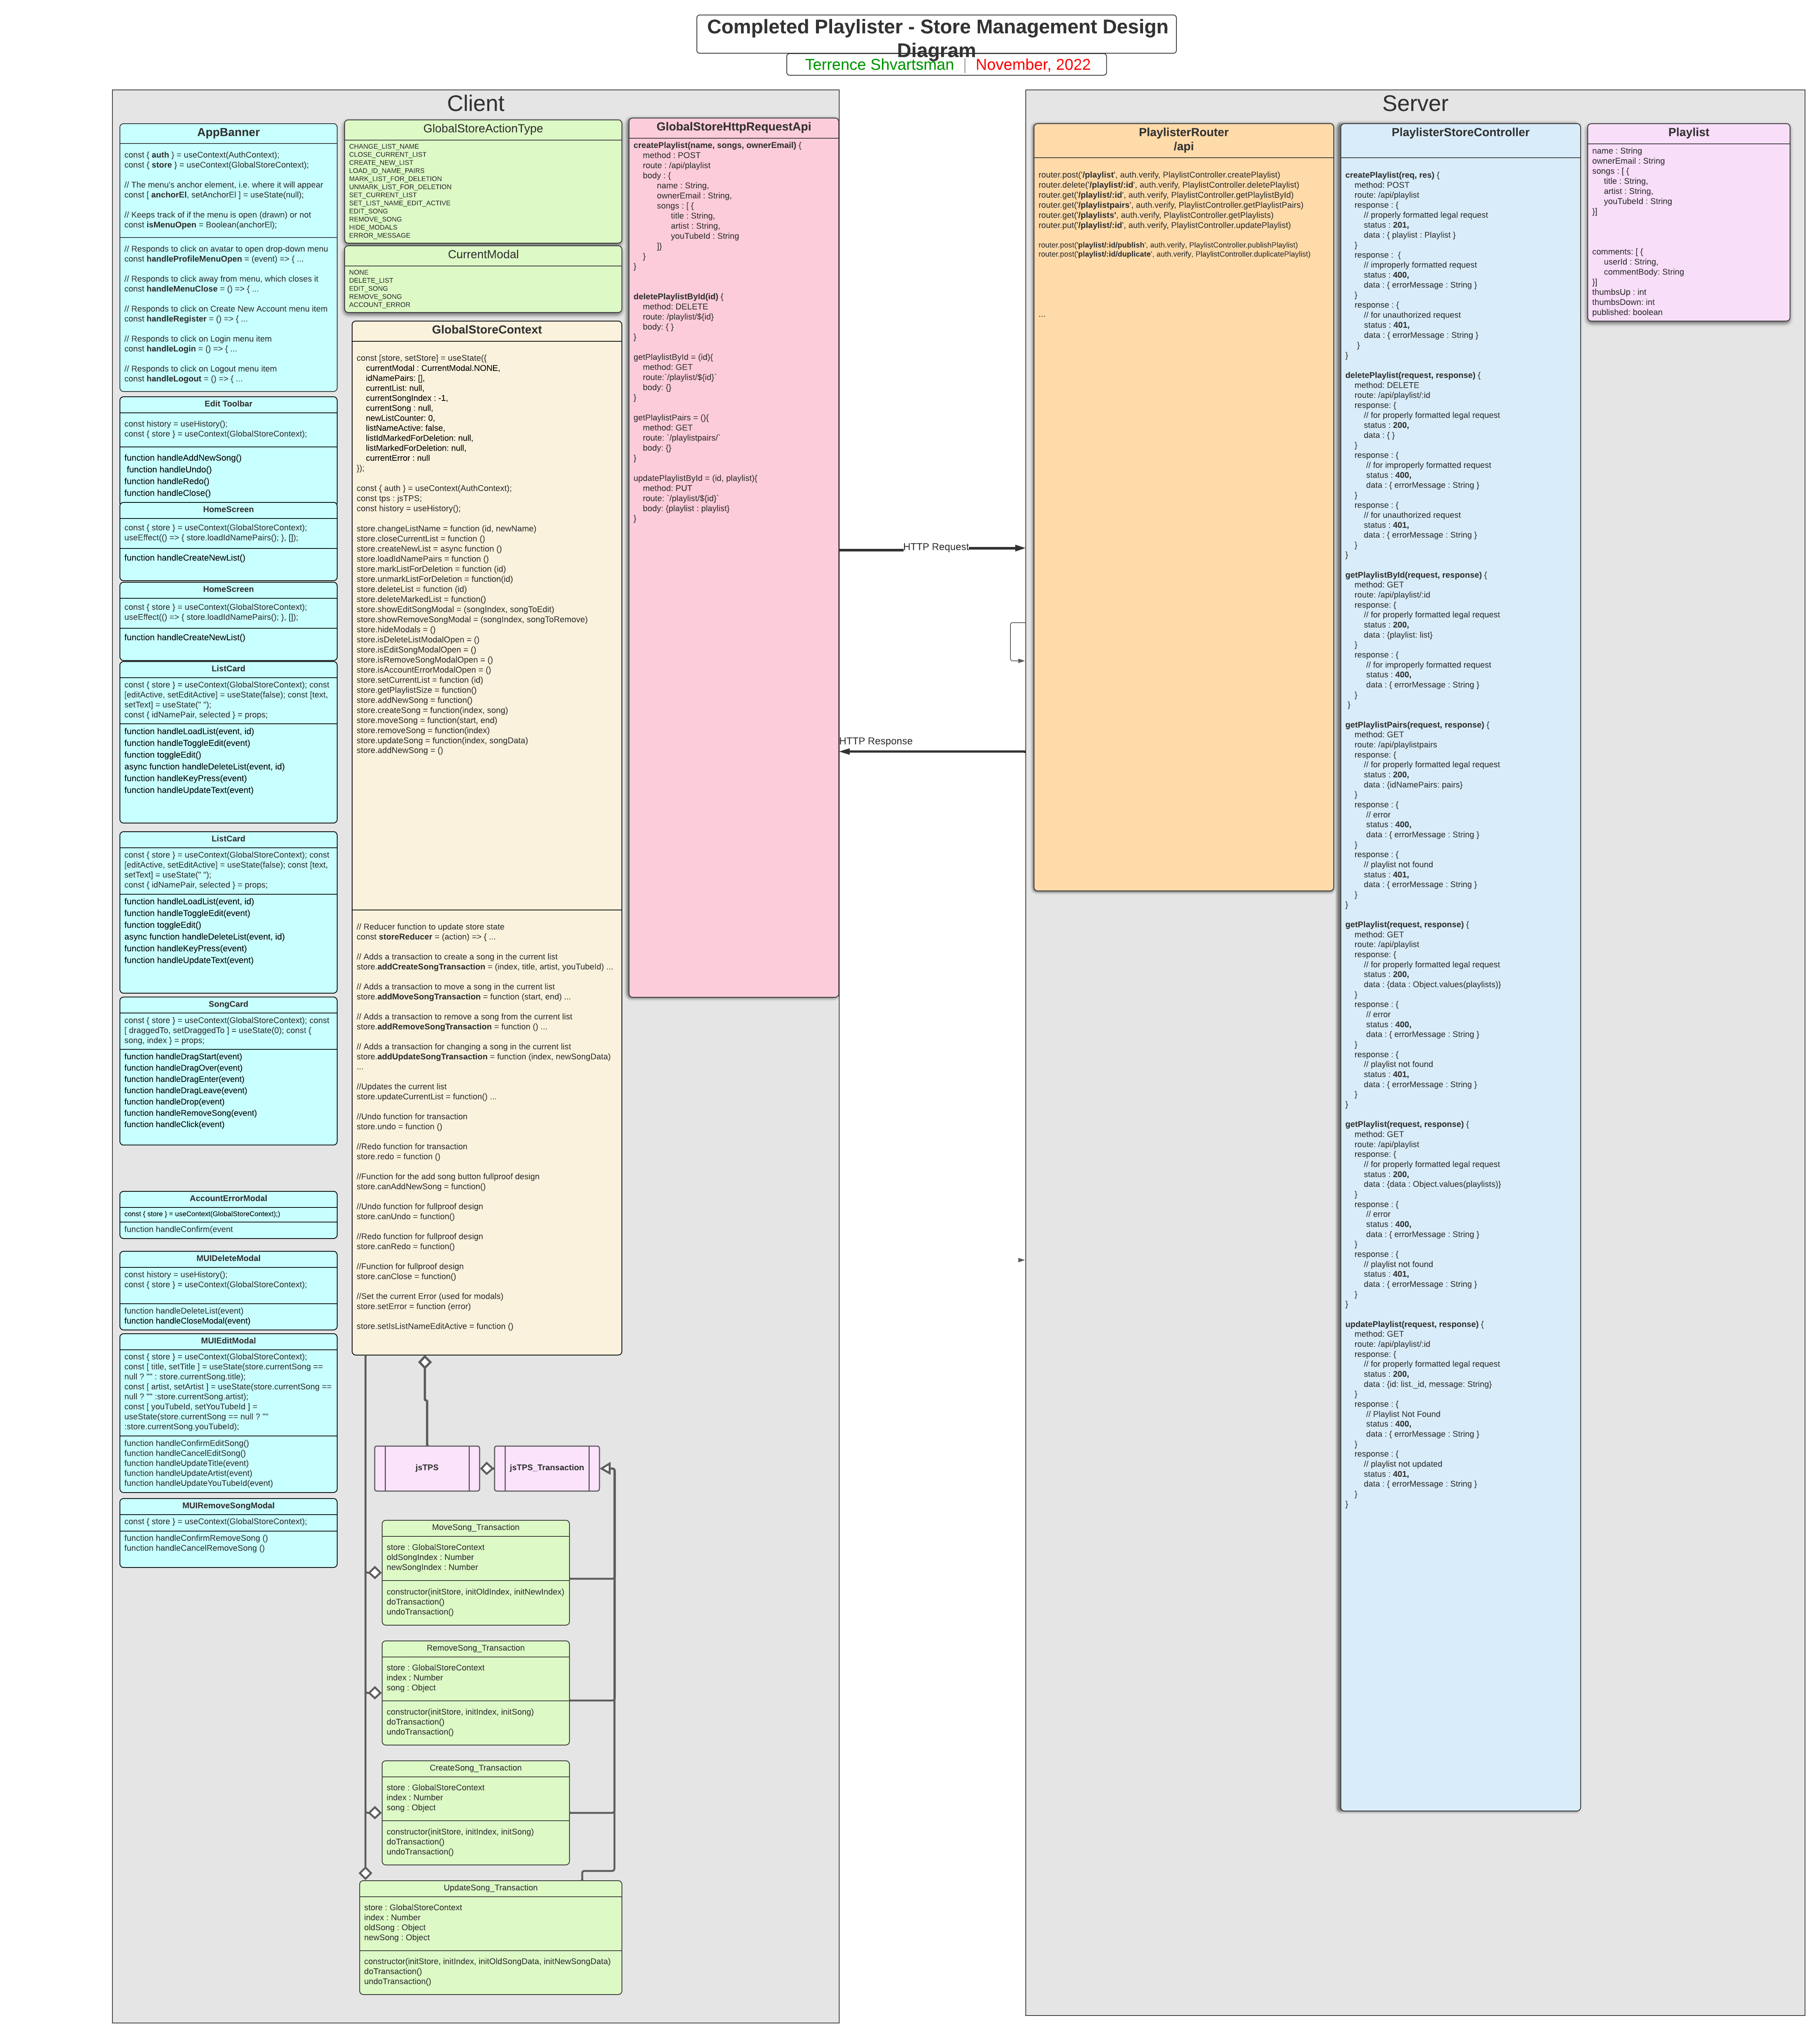 Completed Playlister - Store Management Design
Diagram
Terrence Shvartsman | November, 2022
Client
AppBanner
const { auth } = useContext(AuthContext);
const { store } = useContext(GlobalStoreContext);
// The menu's anchor element, i.e. where it will appear
const [ anchorEl, setAnchorEl ] = useState(null);
// Keeps track of if the menu is open (drawn) or not
const isMenuOpen = Boolean(anchorEl);
// Responds to click on avatar to open drop-down menu
const handleProfileMenuOpen = (event) => { ...
// Responds to click away from menu, which closes it
const handleMenuClose = () => { ...
// Responds to click on Create New Account menu item
const handleRegister = () => { ...
// Responds to click on Login menu item
const handleLogin = () => { ...
// Responds to click on Logout menu item
const handleLogout = () => { ...
Edit Toolbar
const history = useHistory();
const { store } = useContext(GlobalStoreContext);
function handleAddNewSong()
function handleUndo()
function handleRedo()
function handleClose()
HomeScreen
const { store } = useContext(GlobalStoreContext);
useEffect(() => { store.loadIdNamePairs(); }, []);
function handleCreateNewList()
HomeScreen
const { store } = useContext(GlobalStoreContext);
useEffect(() => { store.loadIdNamePairs(); }, []);
function handleCreateNewList()
ListCard
const { store } = useContext(GlobalStoreContext); const
[editActive, setEditActive] = useState(false); const [text,
setText] = useState(" ");
const { idNamePair, selected } = props;
function handleLoadList(event, id)
function handleToggleEdit(event)
function toggleEdit()
async function handleDeleteList(event, id)
function handleKeyPress(event)
function handleUpdateText(event)
ListCard
const { store } = useContext(GlobalStoreContext); const
[editActive, setEditActive] = useState(false); const [text,
setText] = useState(" ");
const { idNamePair, selected } = props;
function handleLoadList(event, id)
function handleToggleEdit(event)
function toggleEdit()
async function handleDeleteList(event, id)
function handleKeyPress(event)
function handleUpdateText(event)
SongCard
const { store } = useContext(GlobalStoreContext); const
[ draggedTo, setDraggedTo ] = useState(0); const {
song, index } = props;
function handleDragStart(event)
function handleDragOver(event)
function handleDragEnter(event)
function handleDragLeave(event)
function handleDrop(event)
function handleRemoveSong(event)
function handleClick(event)
AccountErrorModal
const { store } = useContext(GlobalStoreContext);)
function handleConfirm(event
MUIDeleteModal
const history = useHistory();
const { store } = useContext(GlobalStoreContext);
function handleDeleteList(event)
function handleCloseModal(event)
MUIEditModal
const { store } = useContext(GlobalStoreContext);
const [ title, setTitle ] = useState(store.currentSong ==
null ? "" : store.currentSong.title);
const [ artist, setArtist ] = useState(store.currentSong ==
null ? "" :store.currentSong.artist);
const [ youTubeId, setYouTubeId ] =
useState(store.currentSong == null ? ""
:store.currentSong.youTubeId);
function handleConfirmEditSong()
function handleCancelEditSong()
function handleUpdateTitle(event)
function handleUpdateArtist(event)
function handleUpdateYouTubeId(event)
MUIRemoveSongModal
const { store } = useContext(GlobalStoreContext);
function handleConfirmRemoveSong ()
function handleCancelRemoveSong ()
GlobalStoreActionType
CHANGE_LIST_NAME
CLOSE_CURRENT_LIST
CREATE_NEW_LIST
LOAD_ID_NAME_PAIRS
MARK_LIST_FOR_DELETION
UNMARK_LIST_FOR_DELETION
SET_CURRENT_LIST
SET_LIST_NAME_EDIT_ACTIVE
EDIT_SONG
REMOVE_SONG
HIDE_MODALS
ERROR_MESSAGE
CurrentModal
NONE
DELETE_LIST
EDIT_SONG
REMOVE_SONG
ACCOUNT_ERROR
GlobalStoreContext
const [store, setStore] = useState({
currentModal : CurrentModal.NONE,
idNamePairs: [],
currentList: null,
currentSongIndex : -1,
currentSong : null,
newListCounter: 0,
listNameActive: false,
listIdMarkedForDeletion: null,
listMarkedForDeletion: null,
currentError : null
});
const { auth } = useContext(AuthContext);
const tps : jsTPS;
const history = useHistory();
store.changeListName = function (id, newName)
store.closeCurrentList = function ()
store.createNewList = async function ()
store.loadIdNamePairs = function ()
store.markListForDeletion = function (id)
store.unmarkListForDeletion = function(id)
store.deleteList = function (id)
store.deleteMarkedList = function()
store.showEditSongModal = (songIndex, songToEdit)
store.showRemoveSongModal = (songIndex, songToRemove)
store.hideModals = ()
store.isDeleteListModalOpen = ()
store.isEditSongModalOpen = ()
store.isRemoveSongModalOpen = ()
store.isAccountErrorModalOpen = ()
store.setCurrentList = function (id)
store.getPlaylistSize = function()
store.addNewSong = function()
store.createSong = function(index, song)
store.moveSong = function(start, end)
store.removeSong = function(index)
store.updateSong = function(index, songData)
store.addNewSong = ()
// Reducer function to update store state
const storeReducer = (action) => { ...
// Adds a transaction to create a song in the current list
store.addCreateSongTransaction = (index, title, artist, youTubeId) ...
// Adds a transaction to move a song in the current list
store.addMoveSongTransaction = function (start, end) ...
// Adds a transaction to remove a song from the current list
store.addRemoveSongTransaction = function () ...
// Adds a transaction for changing a song in the current list
store.addUpdateSongTransaction = function (index, newSongData)
...
//Updates the current list
store.updateCurrentList = function() ...
//Undo function for transaction
store.undo = function ()
//Redo function for transaction
store.redo = function ()
//Function for the add song button fullproof design
store.canAddNewSong = function()
//Undo function for fullproof design
store.canUndo = function()
//Redo function for fullproof design
store.canRedo = function()
//Function for fullproof design
store.canClose = function()
//Set the current Error (used for modals)
store.setError = function (error)
store.setIsListNameEditActive = function ()
jsTPS
jsTPS_Transaction
MoveSong_Transaction
store : GlobalStoreContext
oldSongIndex : Number
newSongIndex : Number
constructor(initStore, initOldIndex, initNewIndex)
doTransaction()
undoTransaction()
RemoveSong_Transaction
store : GlobalStoreContext
index : Number
song : Object
constructor(initStore, initIndex, initSong)
doTransaction()
undoTransaction()
CreateSong_Transaction
store : GlobalStoreContext
index : Number
song : Object
constructor(initStore, initIndex, initSong)
doTransaction()
undoTransaction()
UpdateSong_Transaction
store : GlobalStoreContext
index : Number
oldSong : Object
newSong : Object
constructor(initStore, initIndex, initOldSongData, initNewSongData)
doTransaction()
undoTransaction()
GlobalStoreHttpRequestApi
createPlaylist(name, songs, ownerEmail) {
method : POST
route : /api/playlist
body : {
name : String,
ownerEmail : String,
songs : [ {
title : String,
artist : String,
youTubeId : String
]}
}
}
deletePlaylistById(id) {
method: DELETE
route: /playlist/${id}
body: { }
}
getPlaylistById = (id){
method: GET
route:`/playlist/${id}`
body: {}
}
getPlaylistPairs = (){
method: GET
route: `/playlistpairs/`
body: {}
}
updatePlaylistById = (id, playlist){
method: PUT
route: `/playlist/${id}`
body: {playlist : playlist}
}
HTTP Request
HTTP Response
Server
PlaylisterRouter
/api
router.post('/playlist', auth.verify, PlaylistController.createPlaylist)
router.delete('/playlist/:id', auth.verify, PlaylistController.deletePlaylist)
router.get('/playlist/:id', auth.verify, PlaylistController.getPlaylistById)
router.get('/playlistpairs', auth.verify, PlaylistController.getPlaylistPairs)
router.get('/playlists', auth.verify, PlaylistController.getPlaylists)
router.put('/playlist/:id', auth.verify, PlaylistController.updatePlaylist)
router.post('playlist/:id/publish', auth.verify, PlaylistController.publishPlaylist)
router.post('playlist/:id/duplicate', auth.verify, PlaylistController.duplicatePlaylist)
...
PlaylisterStoreController
createPlaylist(req, res) {
method: POST
route: /api/playlist
response : {
// properly formatted legal request
status : 201,
data : { playlist : Playlist }
}
response : {
// improperly formatted request
status : 400,
data : { errorMessage : String }
}
response : {
// for unauthorized request
status : 401,
data : { errorMessage : String }
}
}
deletePlaylist(request, response) {
method: DELETE
route: /api/playlist/:id
response: {
// for properly formatted legal request
status : 200,
data : { }
}
response : {
// for improperly formatted request
status : 400,
data : { errorMessage : String }
}
response : {
// for unauthorized request
status : 401,
data : { errorMessage : String }
}
}
getPlaylistById(request, response) {
method: GET
route: /api/playlist/:id
response: {
// for properly formatted legal request
status : 200,
data : {playlist: list}
}
response : {
// for improperly formatted request
status : 400,
data : { errorMessage : String }
}
}
getPlaylistPairs(request, response) {
method: GET
route: /api/playlistpairs
response: {
// for properly formatted legal request
status : 200,
data : {idNamePairs: pairs}
}
response : {
// error
status : 400,
data : { errorMessage : String }
}
response : {
// playlist not found
status : 401,
data : { errorMessage : String }
}
}
getPlaylist(request, response) {
method: GET
route: /api/playlist
response: {
// for properly formatted legal request
status : 200,
data : {data : Object.values(playlists)}
}
response : {
// error
status : 400,
data : { errorMessage : String }
}
response : {
// playlist not found
status : 401,
data : { errorMessage : String }
}
}
getPlaylist(request, response) {
method: GET
route: /api/playlist
response: {
// for properly formatted legal request
status : 200,
data : {data : Object.values(playlists)}
}
response : {
// error
status : 400,
data : { errorMessage : String }
}
response : {
// playlist not found
status : 401,
data : { errorMessage : String }
}
}
updatePlaylist(request, response) {
method: GET
route: /api/playlist/:id
response: {
// for properly formatted legal request
status : 200,
data : {id: list._id, message: String}
}
response : {
// Playlist Not Found
status : 400,
data : { errorMessage : String }
}
response : {
// playlist not updated
status : 401,
data : { errorMessage : String }
}
}
Playlist
name : String
ownerEmail : String
songs : [ {
title : String,
artist : String,
youTubeId : String
}]
comments: [ {
userId : String,
commentBody: String
}]
thumbsUp : int
thumbsDown: int
published: boolean